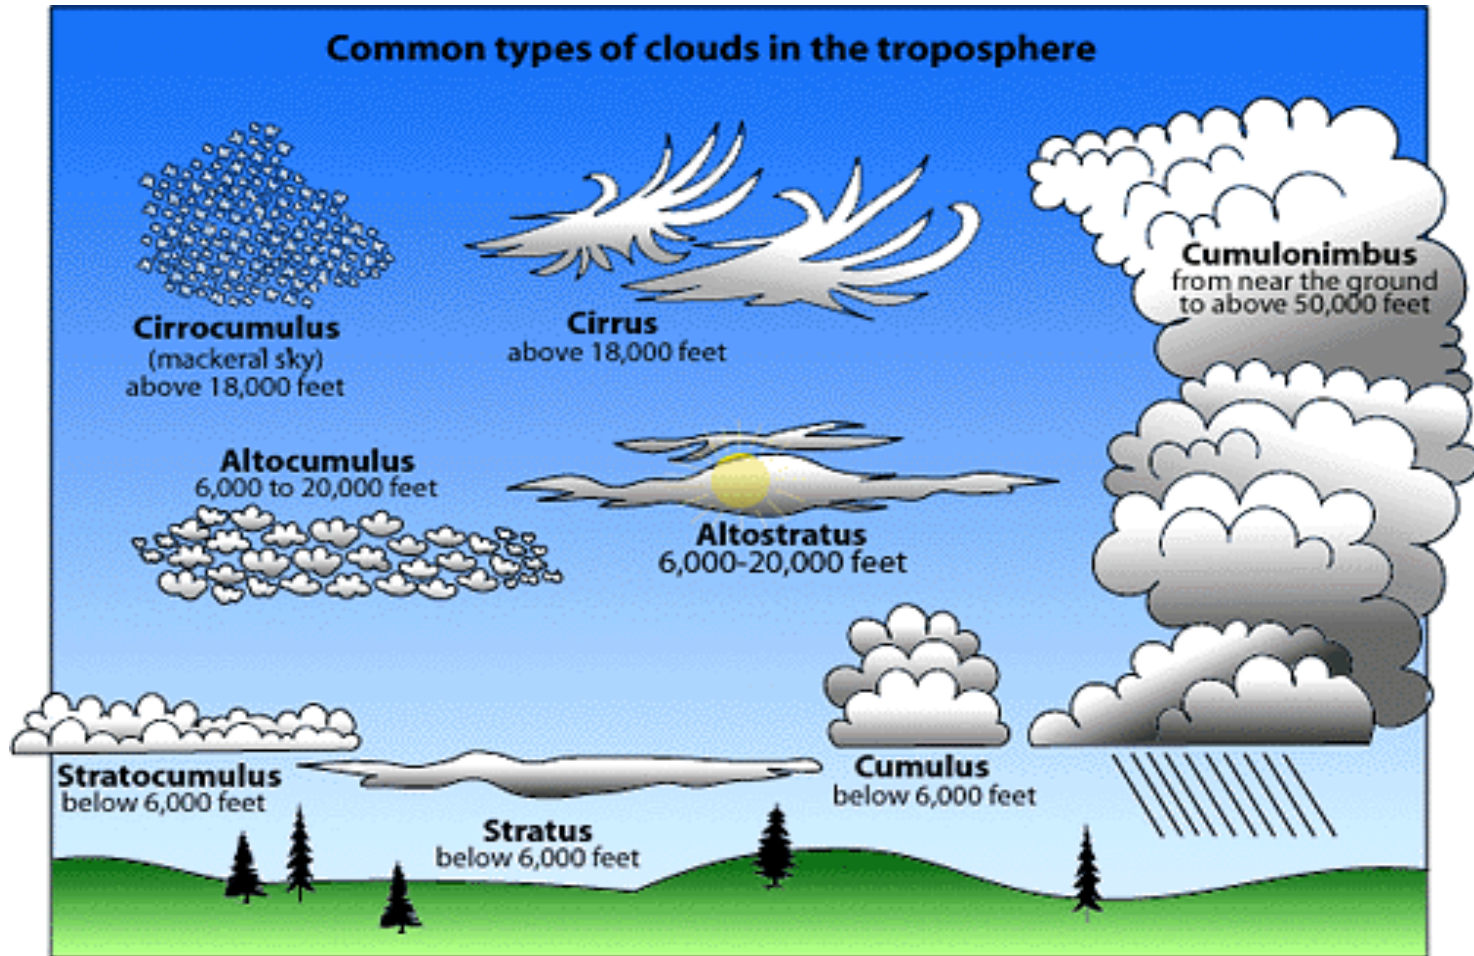 Common types of clouds in the troposphere
Cirrocumulus
(mackeral sky)
above 18,000 feet
Cirrus
above 18,000 feet
Cumulonimbus
from near the ground
to above 50,000 feet
Altocumulus
6,000 to 20,000 feet
Altostratus
6,000-20,000 feet
Stratocumulus
below 6,000 feet
Stratus
below 6,000 feet
Cumulus
below 6,000 feet